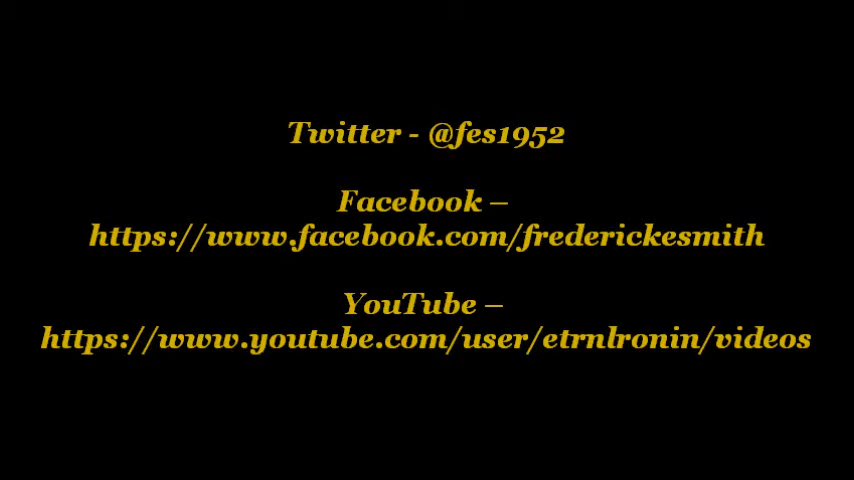 Twitter - @fes1952
Facebook –
https://www.facebook.com/frederickesmith
YouTube –
https://www.youtube.com/user/etrnlronin/videos